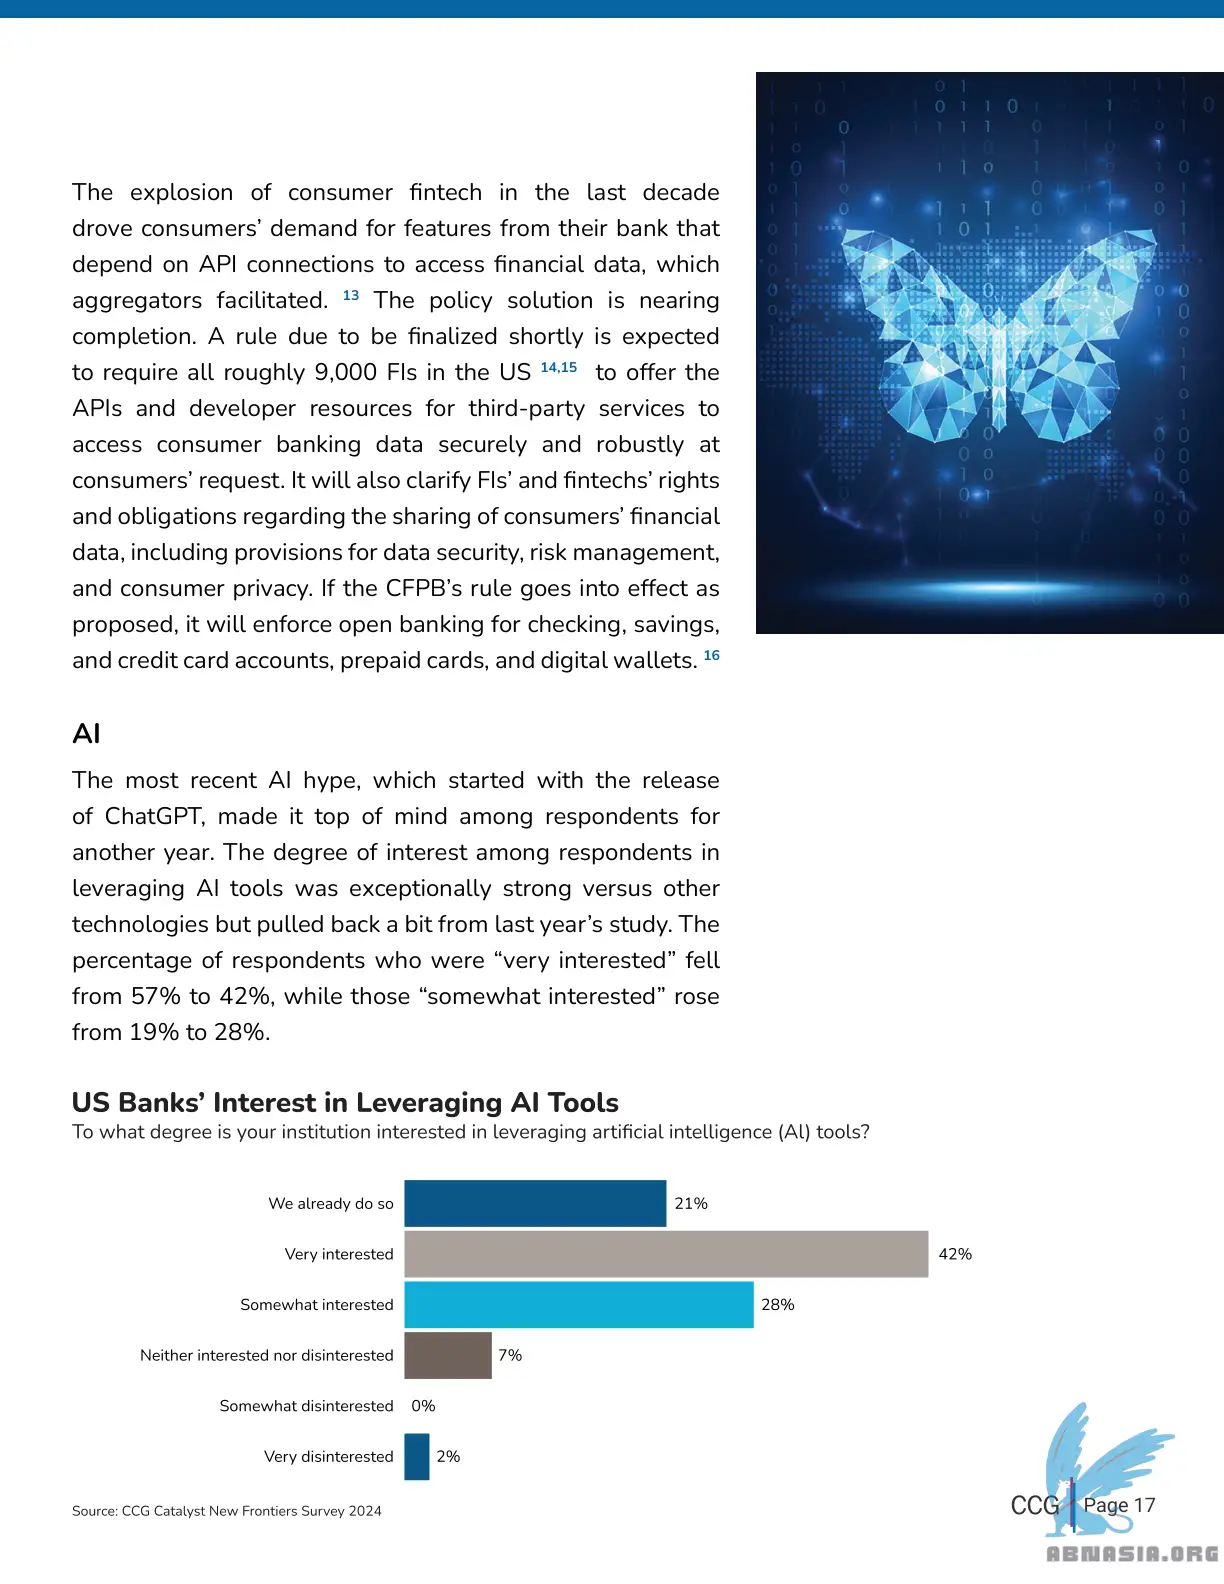 The explosion of consumer fintech in the last decade
drove consumers’ demand for features from their bank that
depend on API connections to access financial data, which
aggregators facilitated. 13 The policy solution is nearing
completion. A rule due to be finalized shortly is expected
to require all roughly 9,000 FIs in the US 14,15 to offer the
APIs and developer resources for third-party services to
access consumer banking data securely and robustly at
consumers’ request. It will also clarify FIs’ and fintechs’ rights
and obligations regarding the sharing of consumers’ financial
data, including provisions for data security, risk management,
and consumer privacy. If the CFPB’s rule goes into effect as
proposed, it will enforce open banking for checking, savings,
and credit card accounts, prepaid cards, and digital wallets. 16
AI
The most recent AI hype, which started with the release
of ChatGPT, made it top of mind among respondents for
another year. The degree of interest among respondents in
leveraging AI tools was exceptionally strong versus other
technologies but pulled back a bit from last year’s study. The
percentage of respondents who were “very interested” fell
from 57% to 42%, while those “somewhat interested” rose
from 19% to 28%.
US Banks’ Interest in Leveraging AI Tools
To what degree is your institution interested in leveraging artificial intelligence (AI) tools?
We already do so 21%
Very interested 42%
Somewhat interested 28%
Neither interested nor disinterested 7%
Somewhat disinterested 0%
Very disinterested 2%
Source: CCG Catalyst New Frontiers Survey 2024
CCG Page 17
ABNASIA.ORG